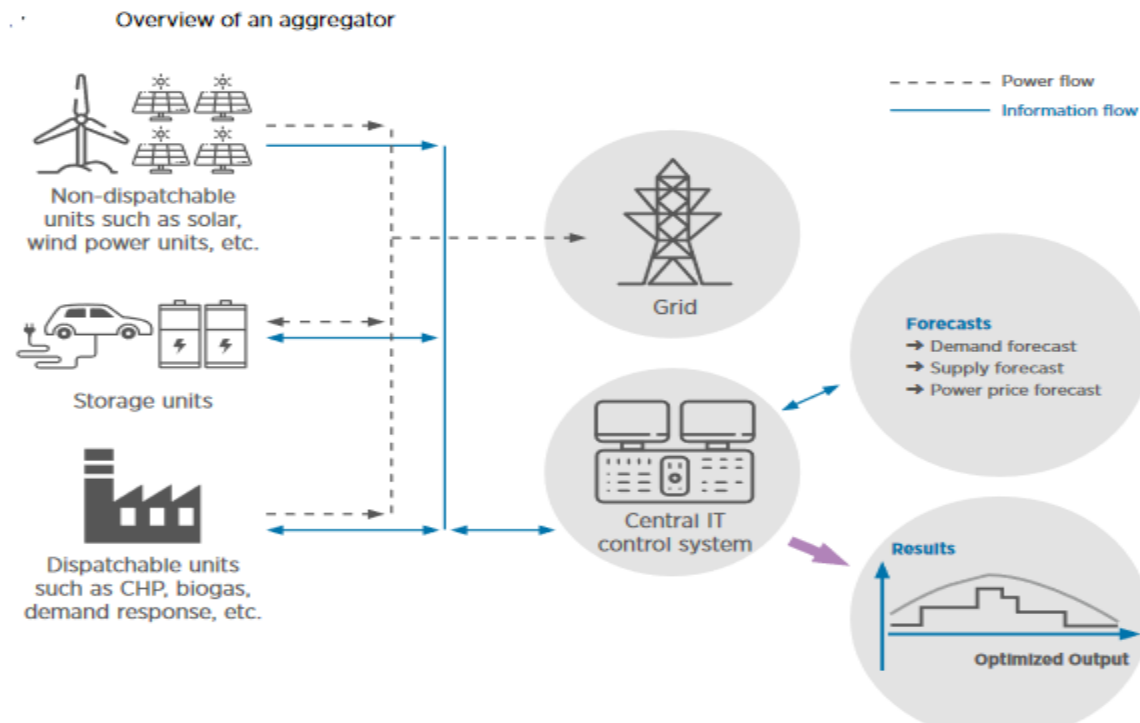 Overview of an aggregator
Power flow
Information flow
Non-dispatchable
units such as solar,
wind power units, etc.
Grid
Storage units
Forecasts
➔ Demand forecast
➔ Supply forecast
➔ Power price forecast
Central IT
control system
Dispatchable units
such as CHP, biogas,
demand response, etc.
Results
Optimized Output